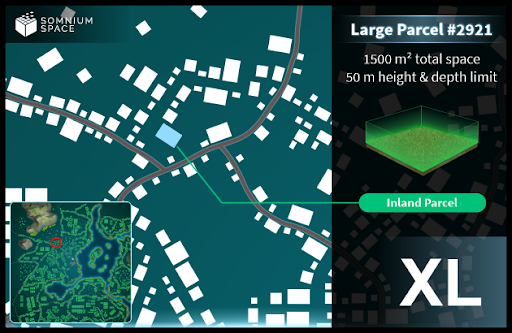 SOMNIUM
SPACE
Large Parcel #2921
1500 m² total space
50 m height & depth limit
Inland Parcel
XL